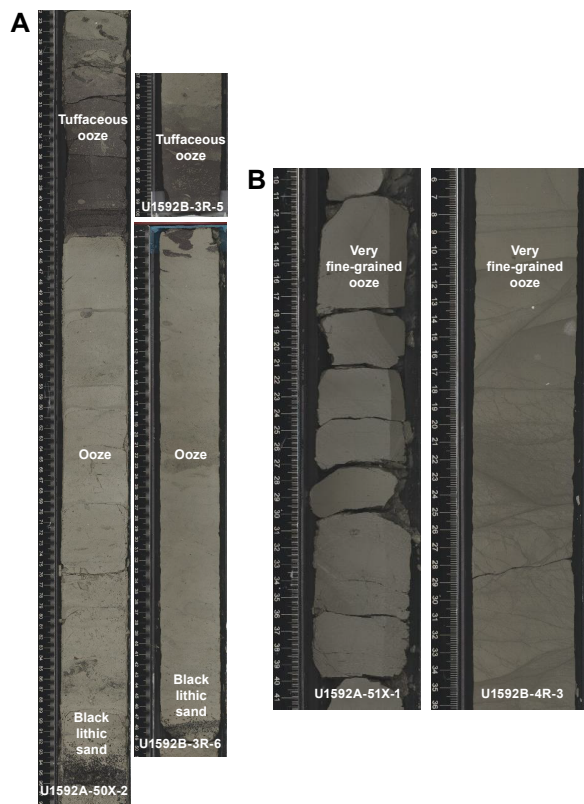 A
Tuffaceous
ooze
Ooze
Black
lithic
sand
U1592A-50X-2
Tuffaceous
ooze
U1592B-3R-5
Ooze
Black
lithic
sand
U1592B-3R-6
B
Very
fine-grained
ooze
U1592A-51X-1
Very
fine-grained
ooze
U1592B-4R-3